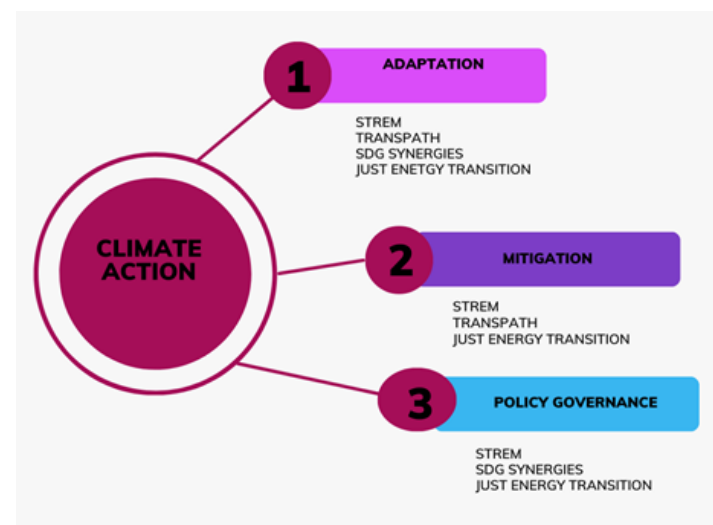 CLIMATE
ACTION
1
ADAPTATION
STREM
TRANSPATH
SDG SYNERGIES
JUST ENETGY TRANSITION
2
MITIGATION
STREM
TRANSPATH
JUST ENERGY TRANSITION
3
POLICY GOVERNANCE
STREM
SDG SYNERGIES
JUST ENERGY TRANSITION